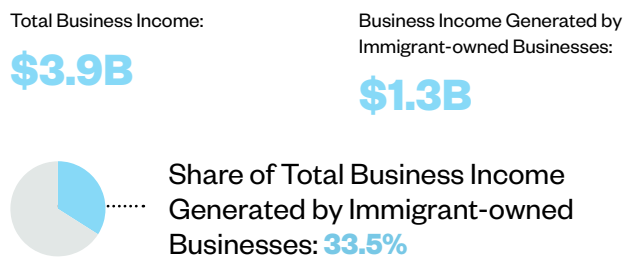 Total Business Income:
$3.9B
Business Income Generated by
Immigrant-owned Businesses:
$1.3B
Share of Total Business Income
Generated by Immigrant-owned
Businesses: 33.5%